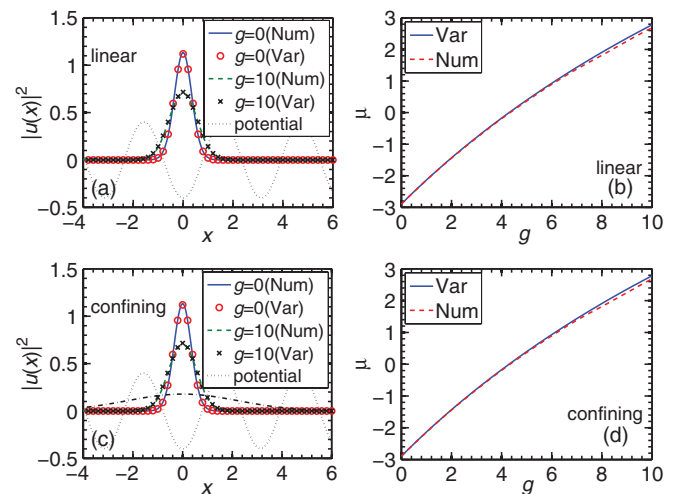 |u(x)|²
1.5
1
0.5
0
−0.5
linear
g=0(Num)
g=0(Var)
g=10(Num)
g=10(Var)
potential
(a)
−4 −2 0 2 4 6
x
μ
3
2
1
0
−1
−2
−3
Var
Num
linear
(b)
0 2 4 6 8 10
g
|u(x)|²
1.5
1
0.5
0
−0.5
confining
g=0(Num)
g=0(Var)
g=10(Num)
g=10(Var)
potential
(c)
−4 −2 0 2 4 6
x
μ
3
2
1
0
−1
−2
−3
Var
Num
confining
(d)
0 2 4 6 8 10
g